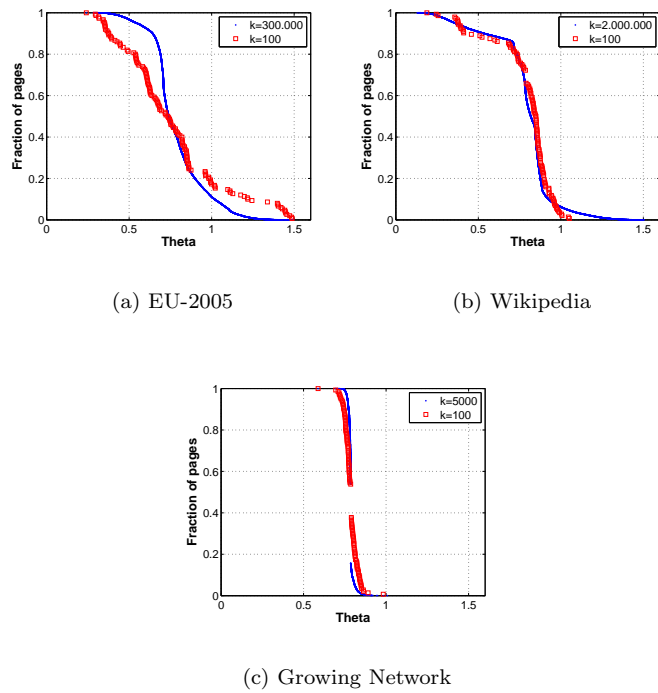 k=300.000
k=100
1
0.8
0.6
0.4
0.2
0
Fraction of pages
0 0.5 1 1.5
Theta
(a) EU-2005
k=2.000.000
k=100
1
0.8
0.6
0.4
0.2
0
Fraction of pages
0 0.5 1 1.5
Theta
(b) Wikipedia
k=5000
k=100
1
0.8
0.6
0.4
0.2
0
Fraction of pages
0 0.5 1 1.5
Theta
(c) Growing Network